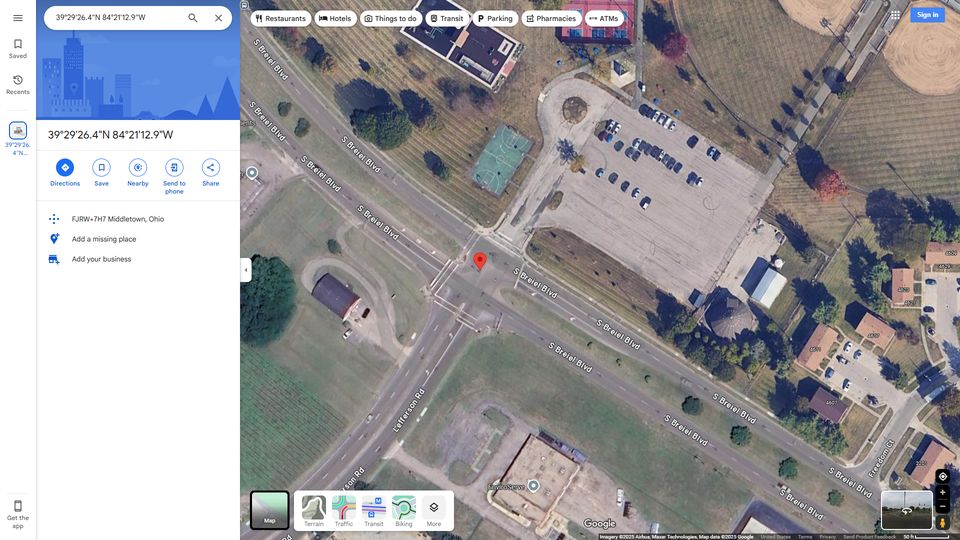 39°29'26.4"N 84°21'12.9"W
Restaurants
Hotels
Things to do
Transit
Parking
Pharmacies
ATMs
Sign in
Saved
Recents
39°29'2...
4"N...
39°29'26.4"N 84°21'12.9"W
Directions
Save
Nearby
Send to
phone
Share
FJRW+7H7 Middletown, Ohio
Add a missing place
Add your business
Get the
app
S Breiel Blvd
S Breiel Blvd
S Breiel Blvd
S Breiel Blvd
S Breiel Blvd
S Breiel Blvd
S Breiel Blvd
S Breiel Blvd
S Breiel Blvd
S Breiel Blvd
S Breiel Blvd
Lefferson Rd
Rd
Freedom Ct
4607
Map
Terrain
Traffic
Transit
Biking
More
Google
Imagery ©2025 Airbus, Maxar Technologies, Map data ©2025 Google
United States
Terms
Privacy
Send Product Feedback
50 ft